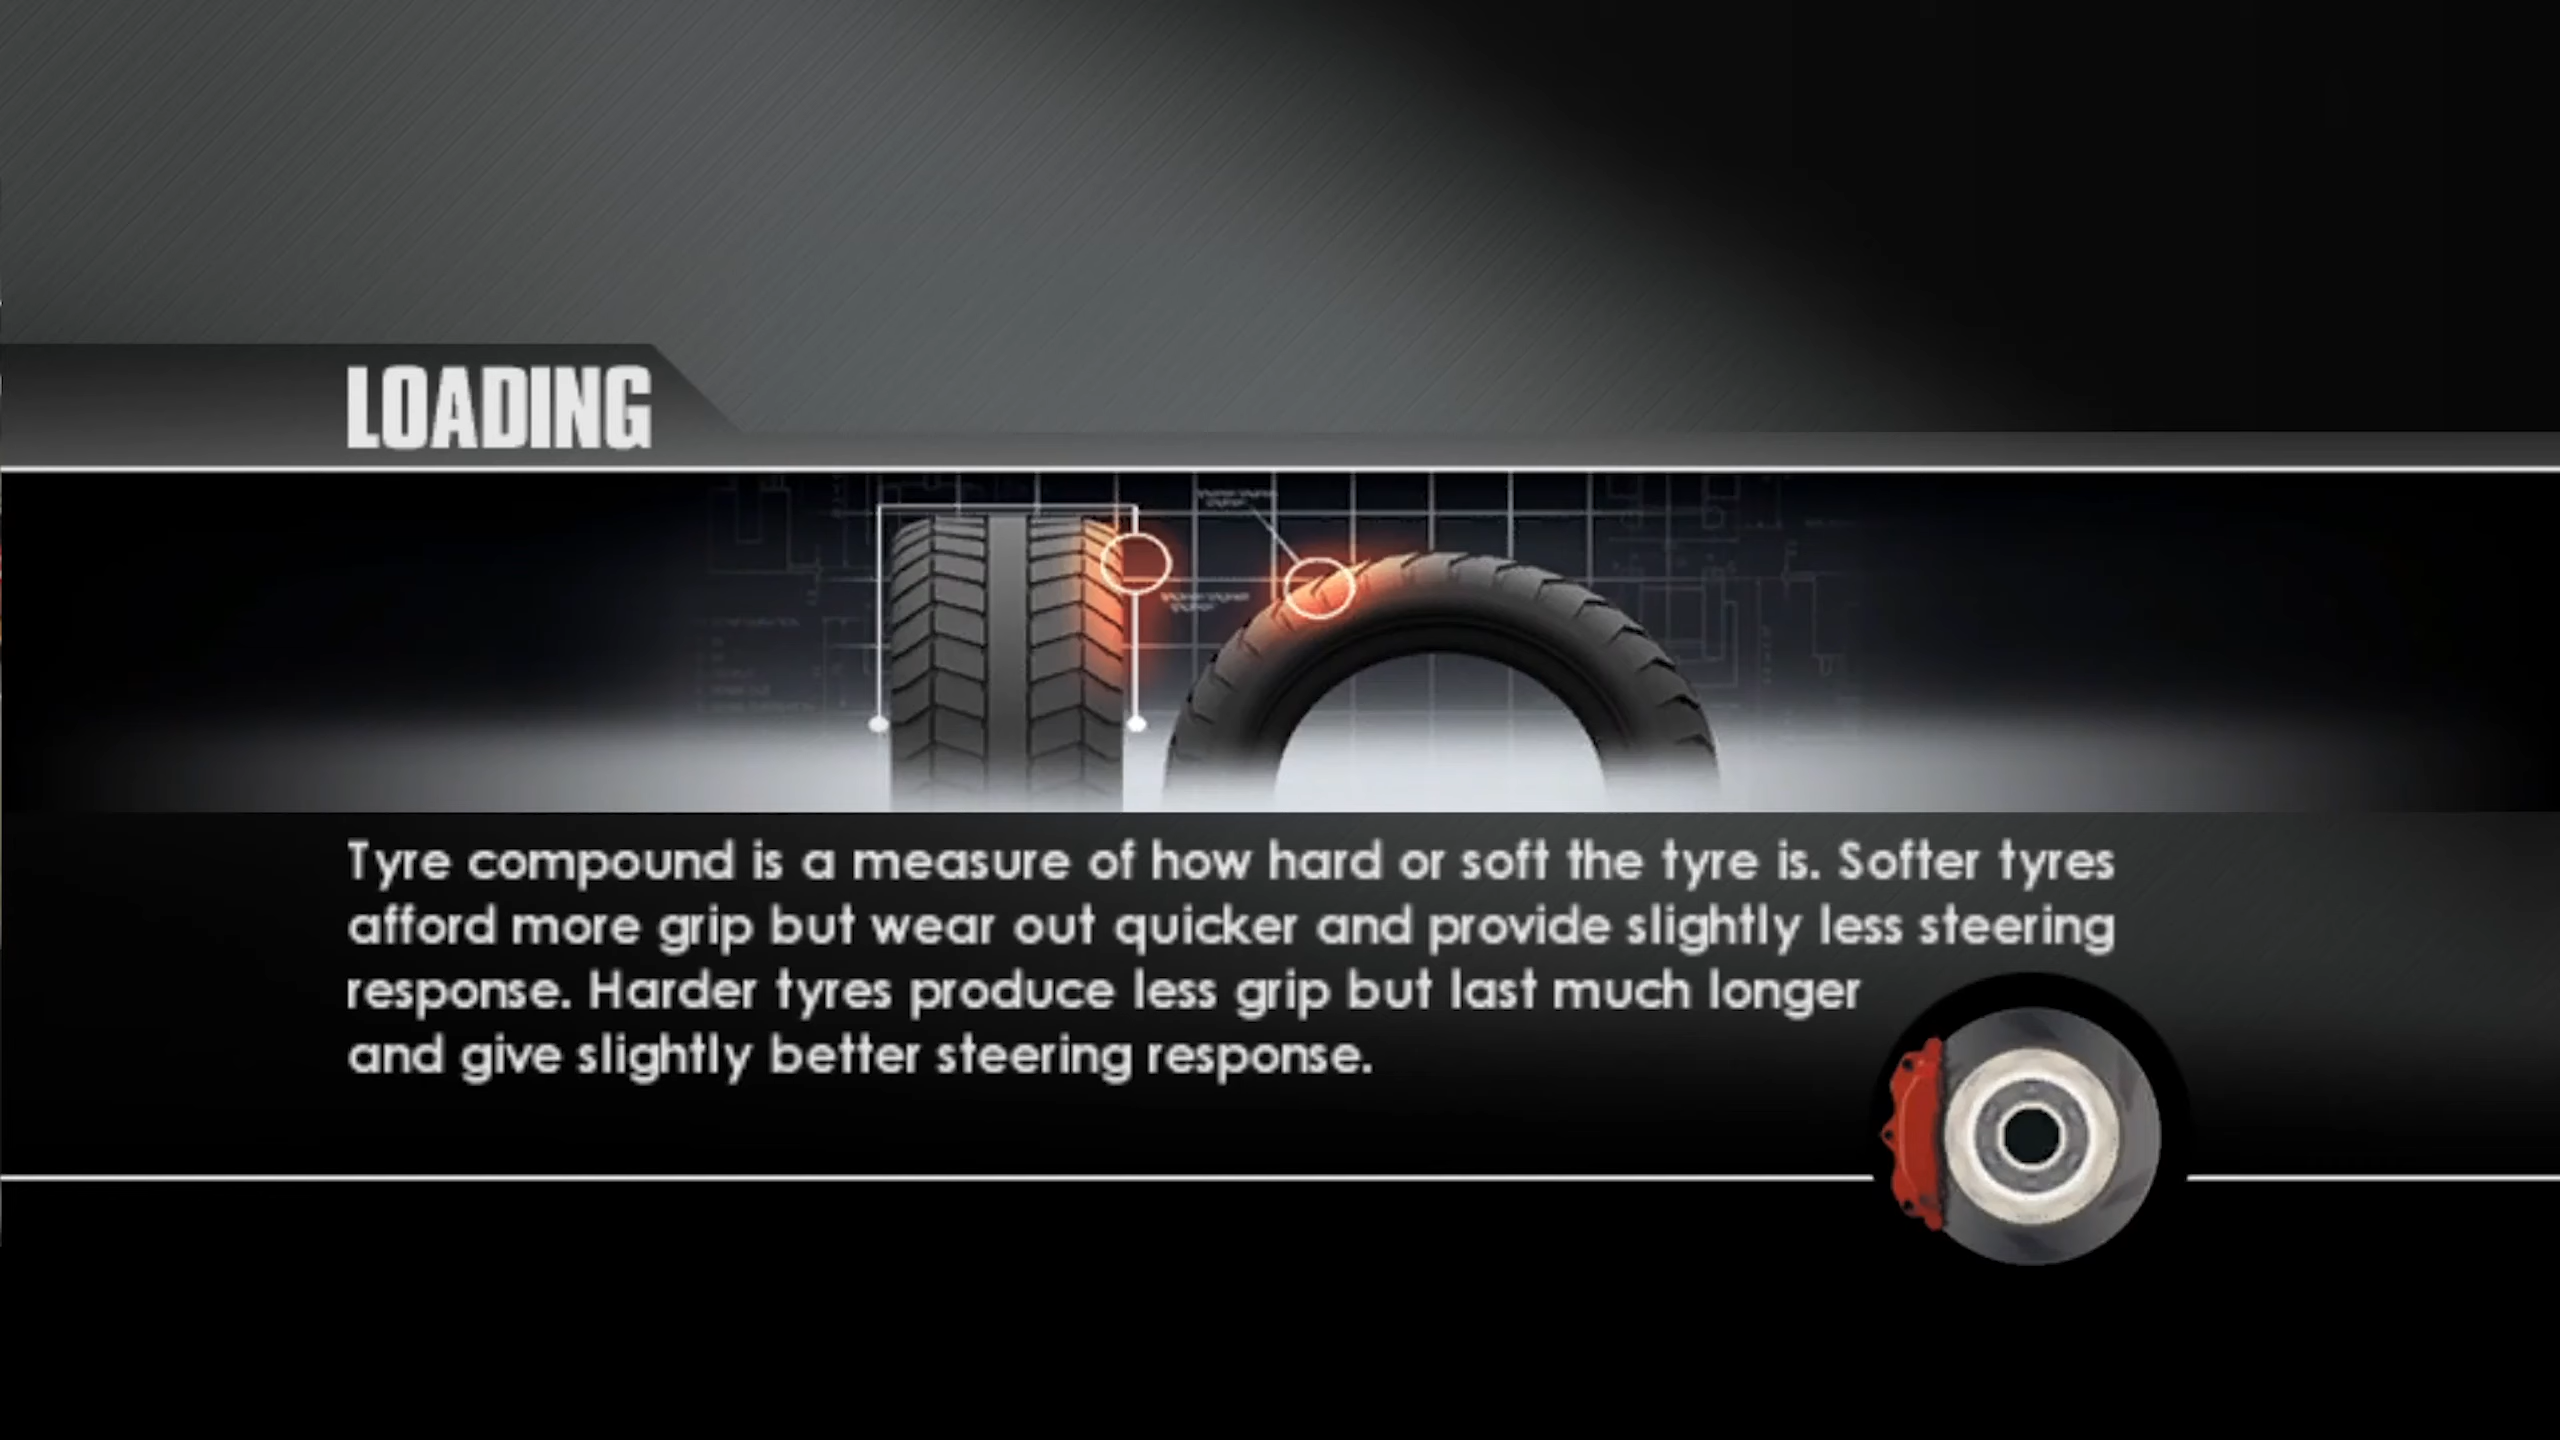 LOADING
Tyre compound is a measure of how hard or soft the tyre is. Softer tyres
afford more grip but wear out quicker and provide slightly less steering
response. Harder tyres produce less grip but last much longer
and give slightly better steering response.